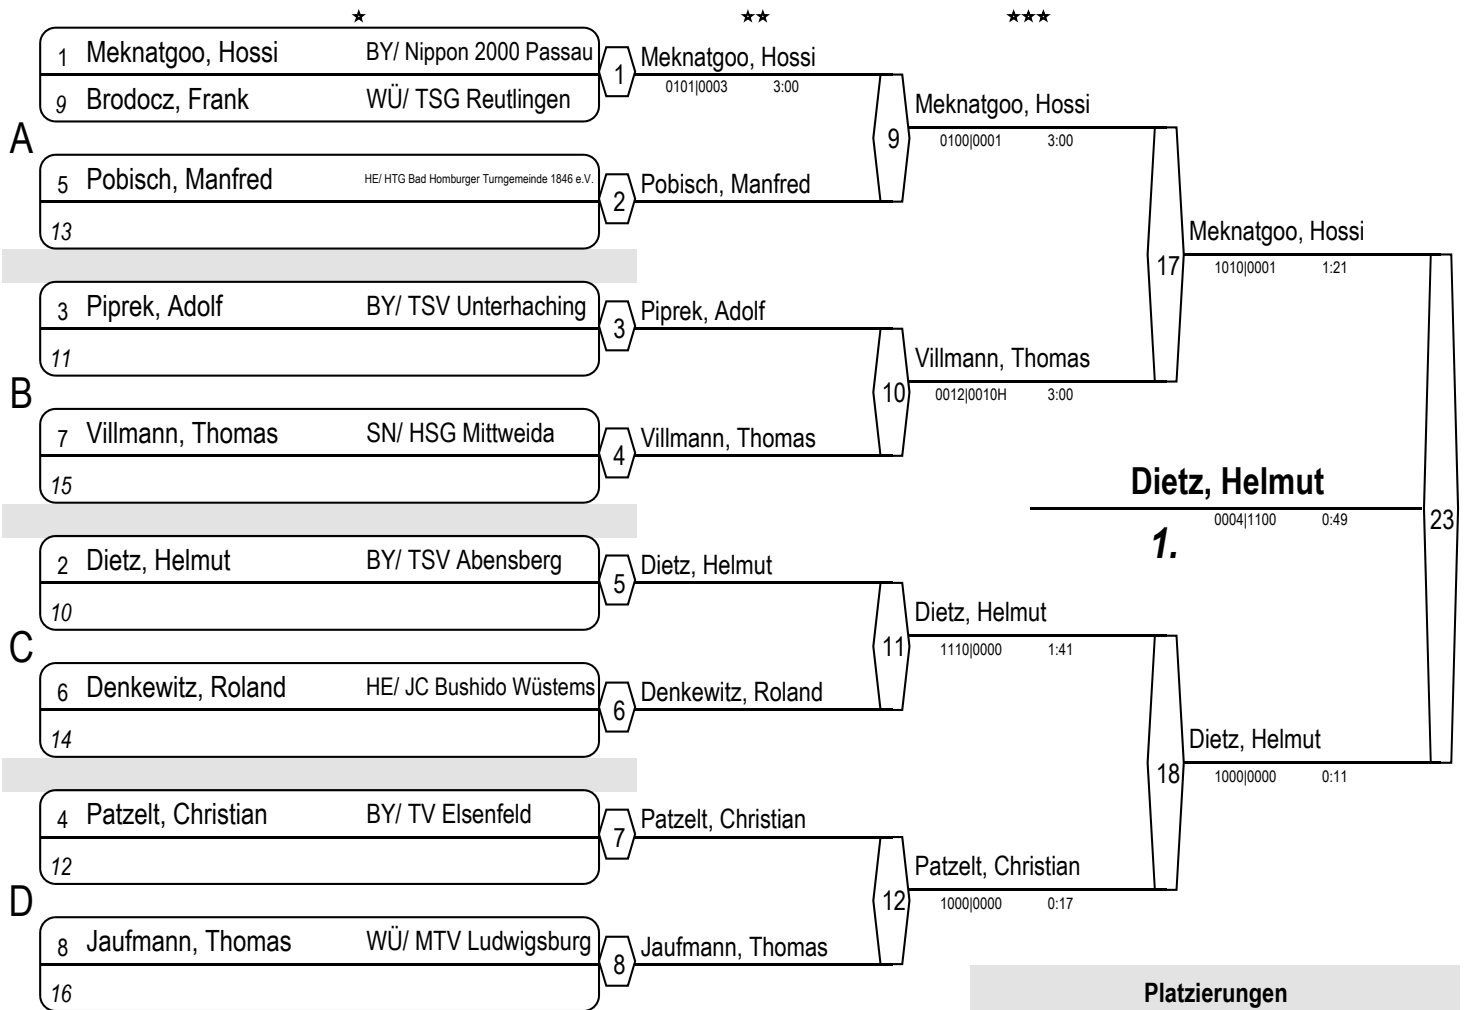 ★ ★★ ★★★
1 Meknatgoo, Hossi BY/ Nippon 2000 Passau
9 Brodocz, Frank WÜ/ TSG Reutlingen
1 Meknatgoo, Hossi
0101|0003 3:00
A
5 Pobisch, Manfred HE/ HTG Bad Homburger Turngemeinde 1846 e.V.
13
2 Pobisch, Manfred
9 Meknatgoo, Hossi
0100|0001 3:00
3 Piprek, Adolf BY/ TSV Unterhaching
11
3 Piprek, Adolf
B
7 Villmann, Thomas SN/ HSG Mittweida
15
4 Villmann, Thomas
10 Villmann, Thomas
0012|0010H 3:00
17 Meknatgoo, Hossi
1010|0001 1:21
2 Dietz, Helmut BY/ TSV Abensberg
10
5 Dietz, Helmut
C
6 Denkewitz, Roland HE/ JC Bushido Wüstems
14
6 Denkewitz, Roland
11 Dietz, Helmut
1110|0000 1:41
4 Patzelt, Christian BY/ TV Elsenfeld
12
7 Patzelt, Christian
D
8 Jaufmann, Thomas WÜ/ MTV Ludwigsburg
16
8 Jaufmann, Thomas
12 Patzelt, Christian
1000|0000 0:17
18 Dietz, Helmut
1000|0000 0:11
23 Dietz, Helmut
0004|1100 0:49
1.
Platzierungen